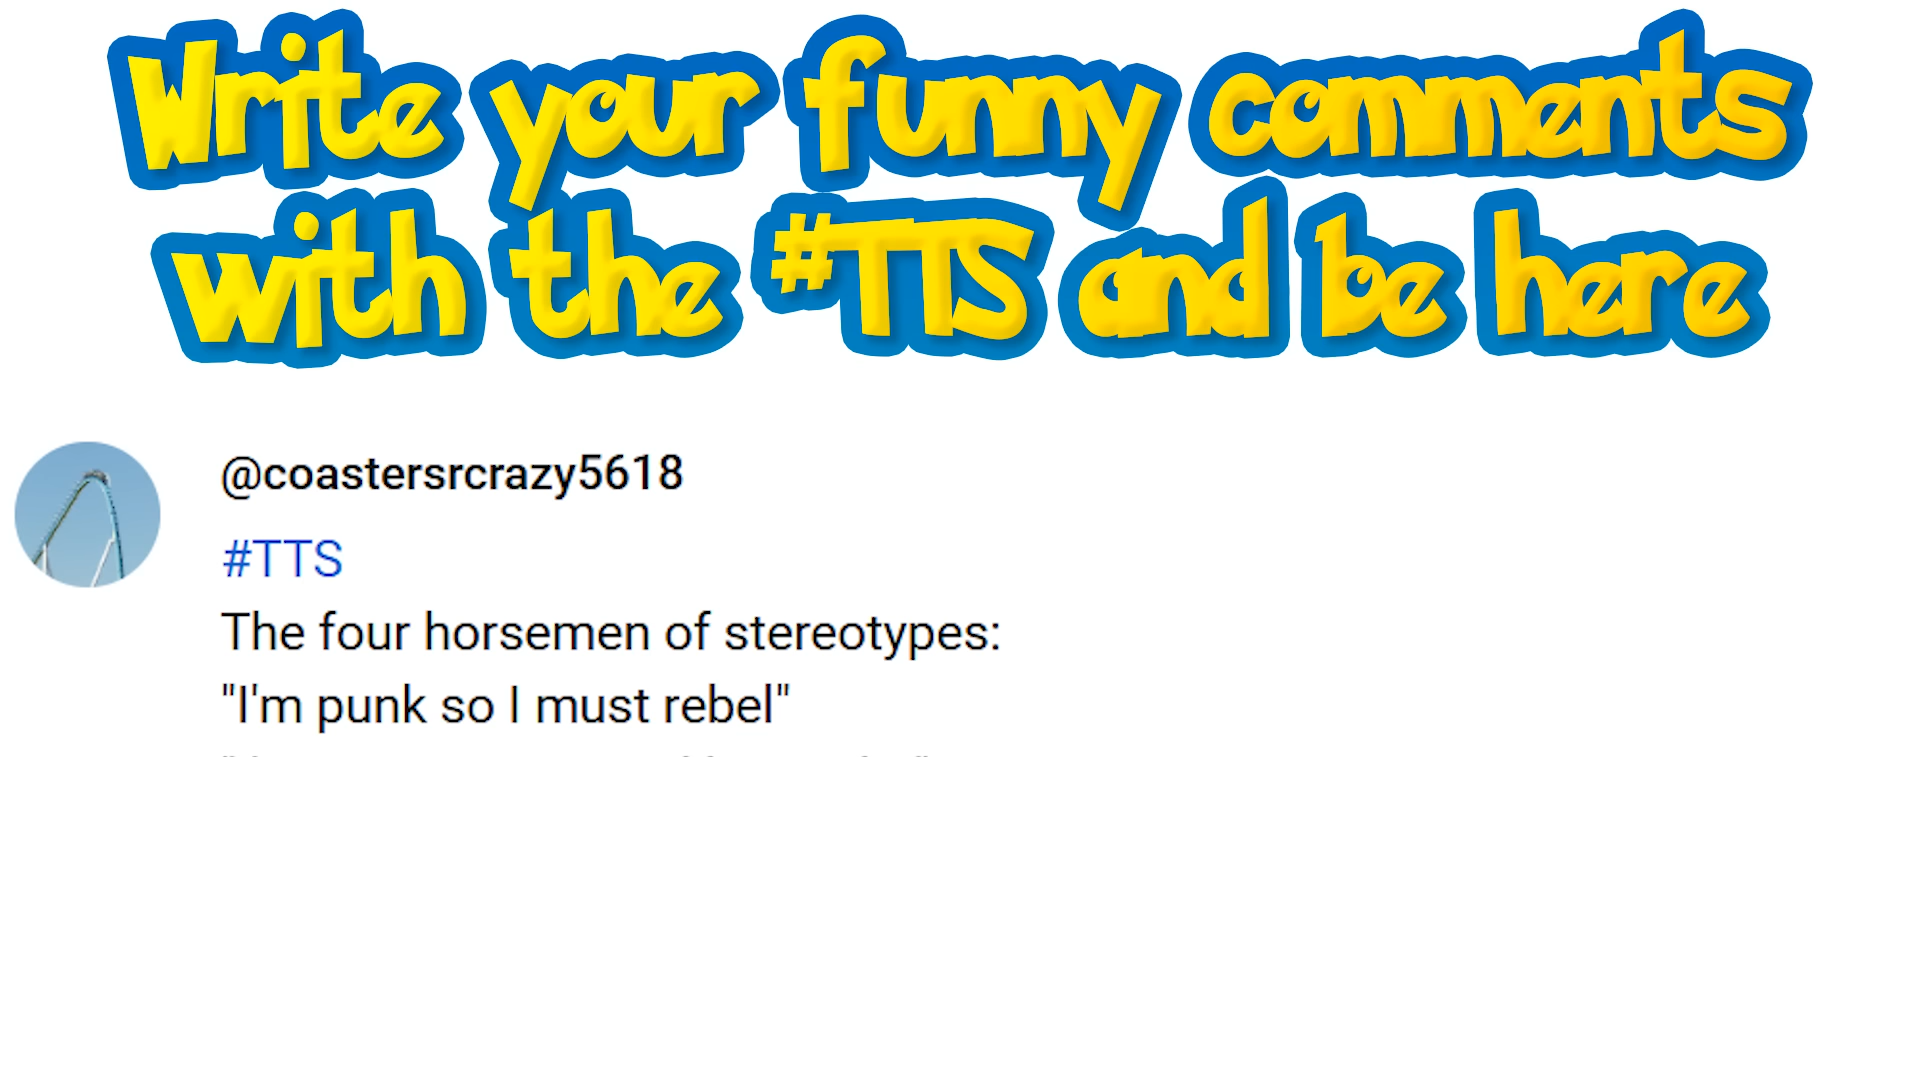 Write your funny comments
with the #TTS and be here
@coastersrcrazy5618
#TTS
The four horsemen of stereotypes:
"I'm punk so I must rebel"